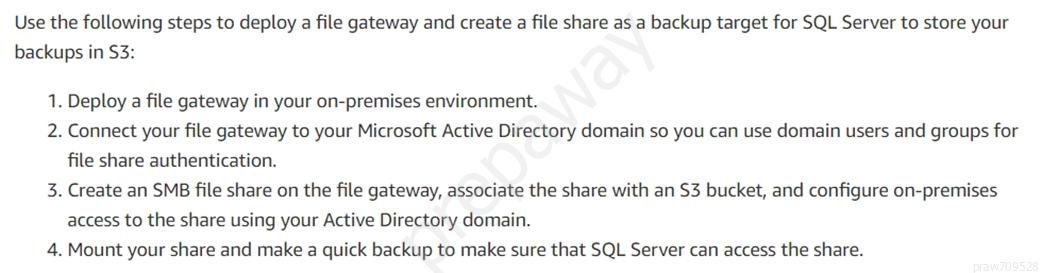 Use the following steps to deploy a file gateway and create a file share as a backup target for SQL Server to store your
backups in S3:
1. Deploy a file gateway in your on-premises environment.
2. Connect your file gateway to your Microsoft Active Directory domain so you can use domain users and groups for
file share authentication.
3. Create an SMB file share on the file gateway, associate the share with an S3 bucket, and configure on-premises
access to the share using your Active Directory domain.
4. Mount your share and make a quick backup to make sure that SQL Server can access the share.
prepaway
praw709528